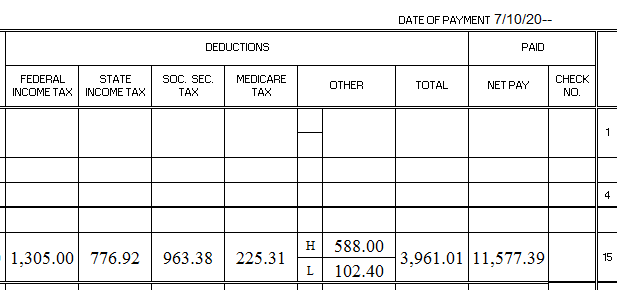 DATE OF PAYMENT 7/10/20--
DEDUCTIONS PAID
FEDERAL INCOME TAX STATE INCOME TAX SOC. SEC. TAX MEDICARE TAX OTHER TOTAL NET PAY CHECK NO.
1
4
1,305.00 776.92 963.38 225.31 H 588.00 3,961.01 11,577.39 15
L 102.40